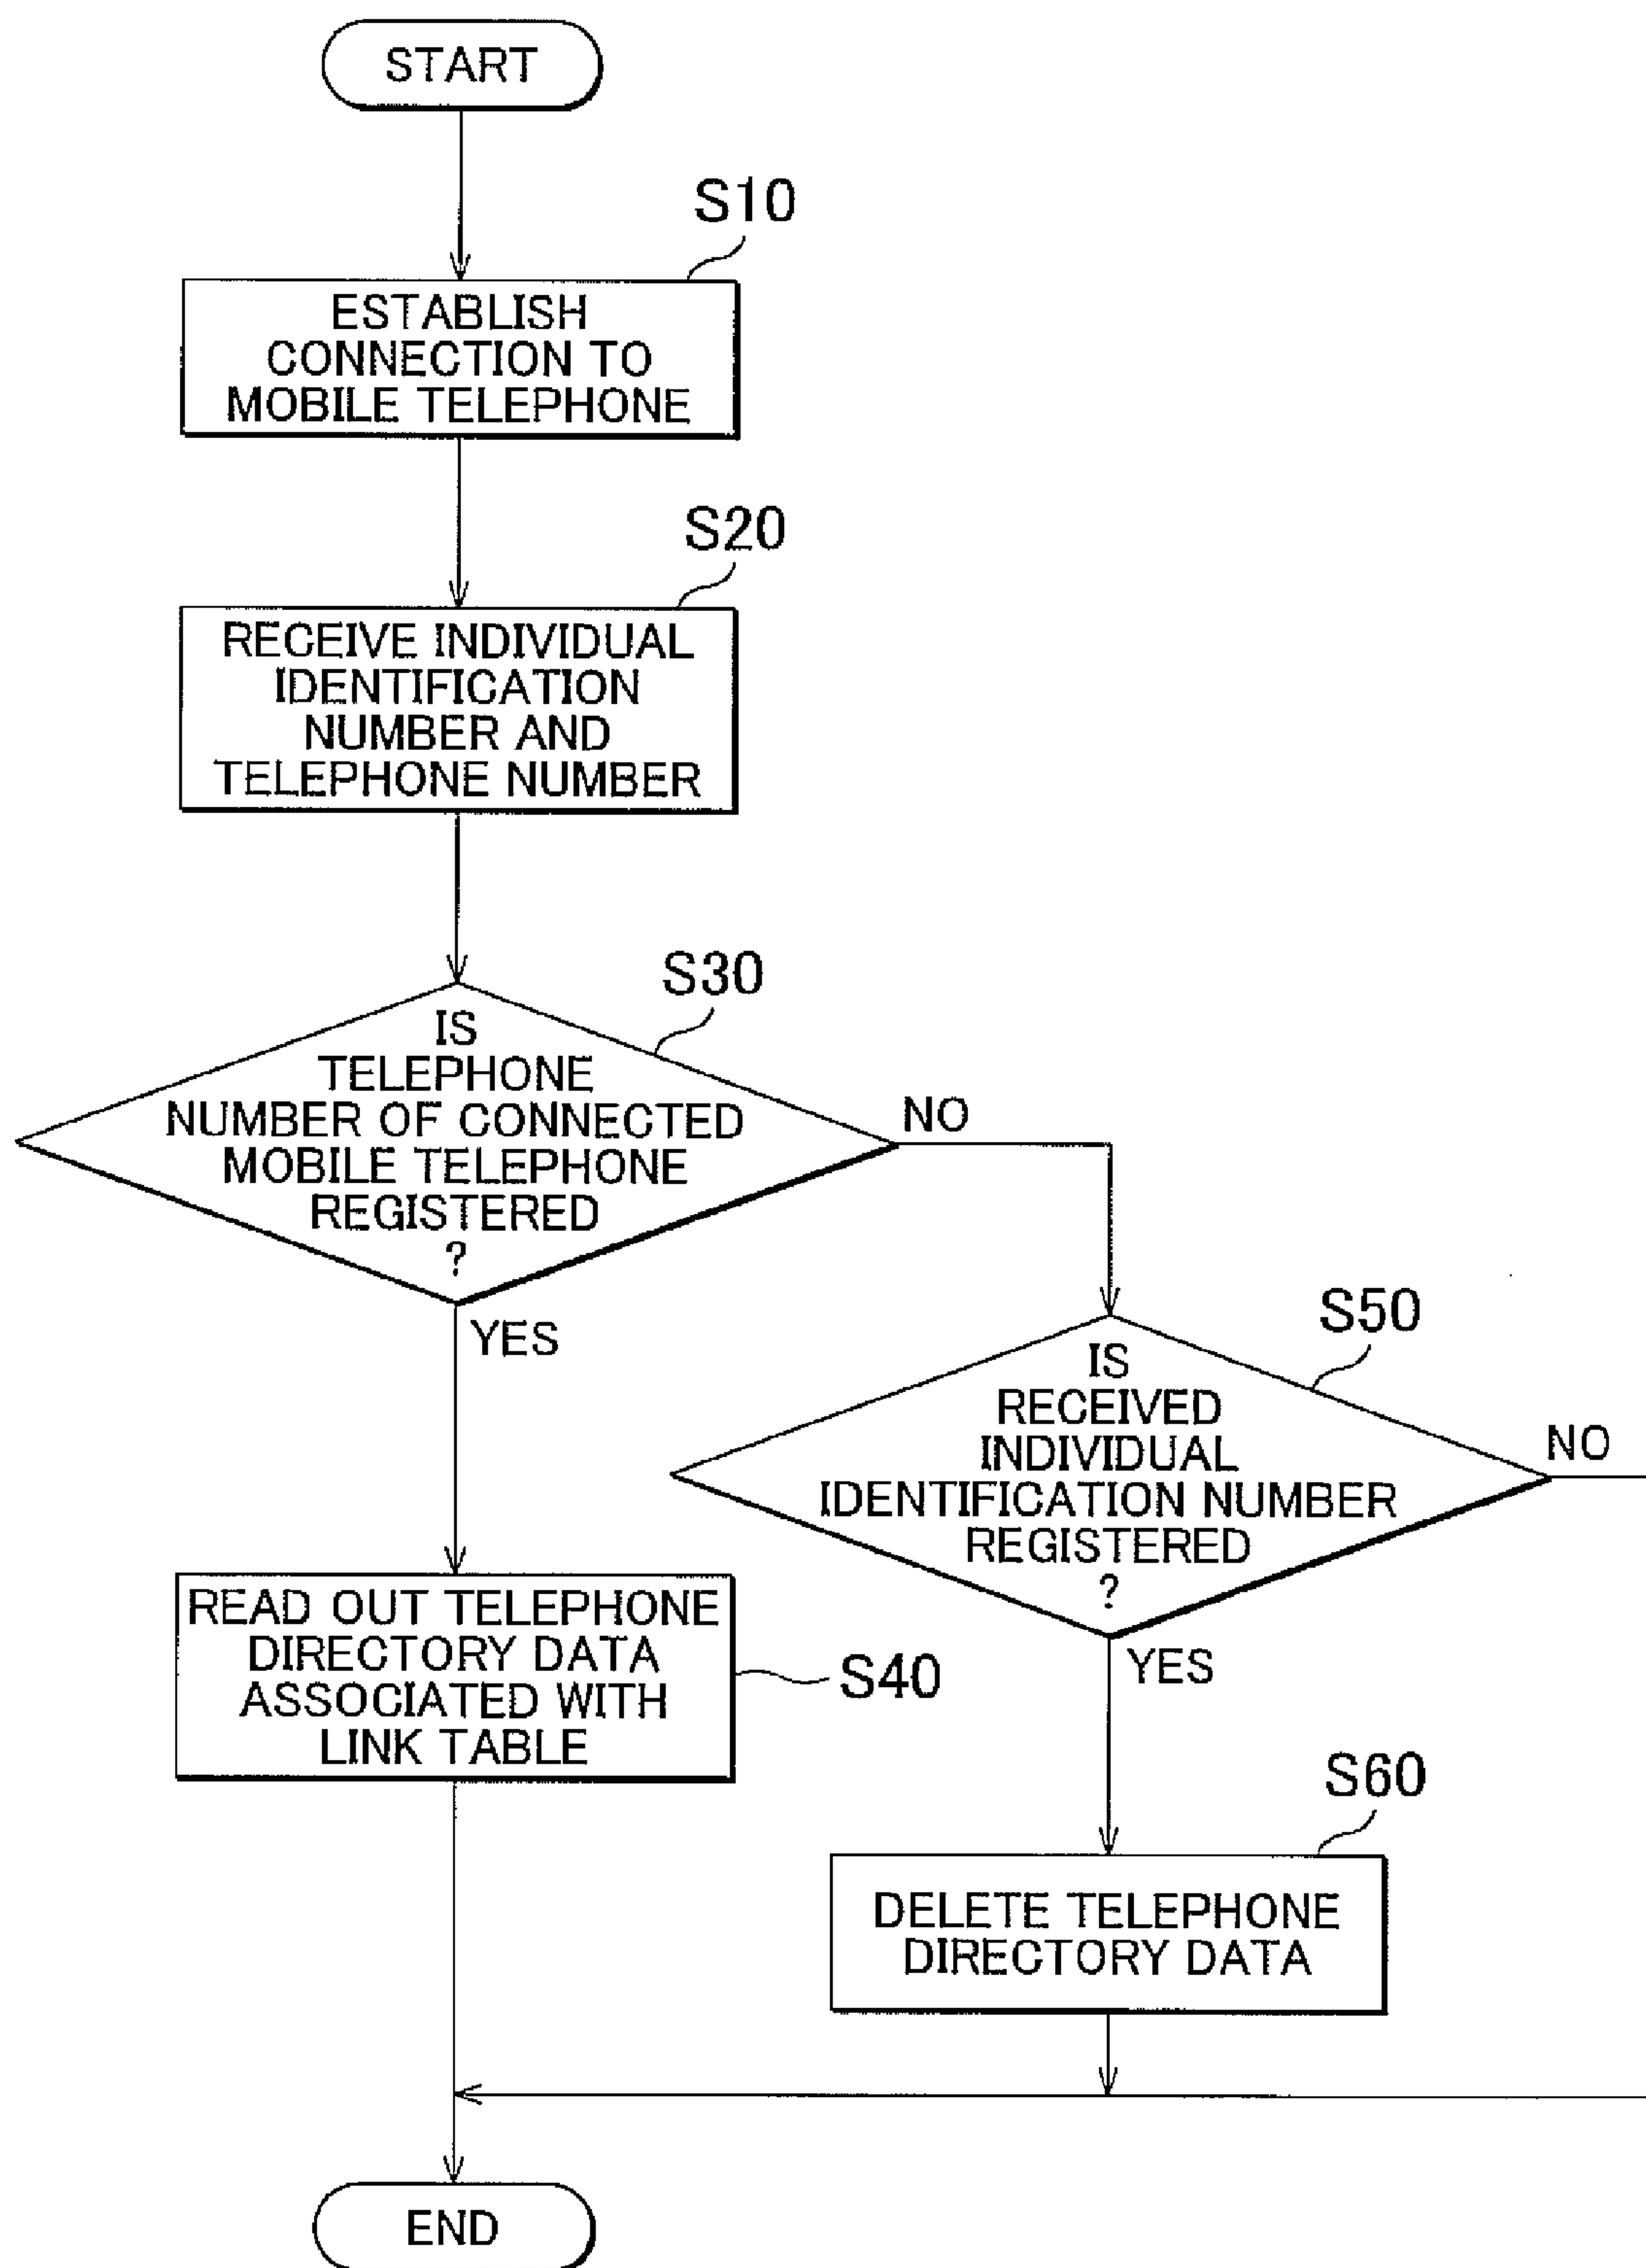 START
S10
ESTABLISH
CONNECTION TO
MOBILE TELEPHONE
S20
RECEIVE INDIVIDUAL
IDENTIFICATION
NUMBER AND
TELEPHONE NUMBER
S30
IS
TELEPHONE
NUMBER OF CONNECTED
MOBILE TELEPHONE
REGISTERED
?
NO
YES
S50
IS
RECEIVED
INDIVIDUAL
IDENTIFICATION NUMBER
REGISTERED
?
NO
YES
READ OUT TELEPHONE
DIRECTORY DATA
ASSOCIATED WITH
LINK TABLE
S40
S60
DELETE TELEPHONE
DIRECTORY DATA
END